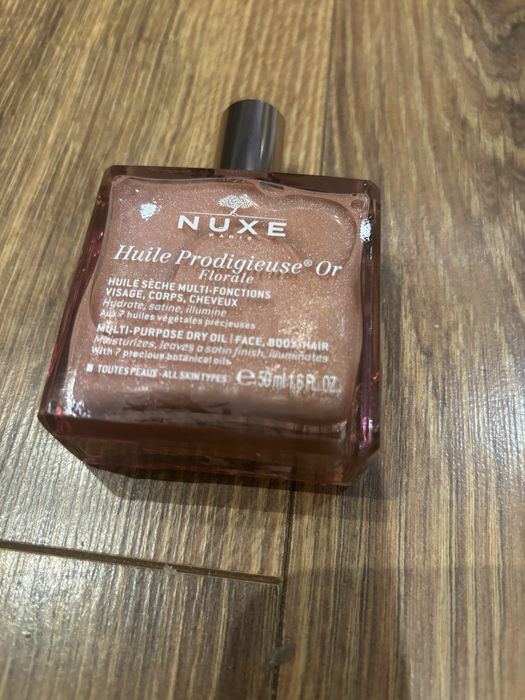 NUXE
PARIS
Huile Prodigieuse® Or
Florale
HUILE SÈCHE MULTI-FONCTIONS
VISAGE, CORPS, CHEVEUX
Hydrate, satine, illumine
Aux 7 huiles végétales précieuses
MULTI-PURPOSE DRY OIL | FACE, BODY, HAIR
Moisturizes, leaves a satin finish, illuminates
With 7 precious botanical oils
TOUTES PEAUX - ALL SKIN TYPES ℮ 50 ml 1.6 FL. OZ.